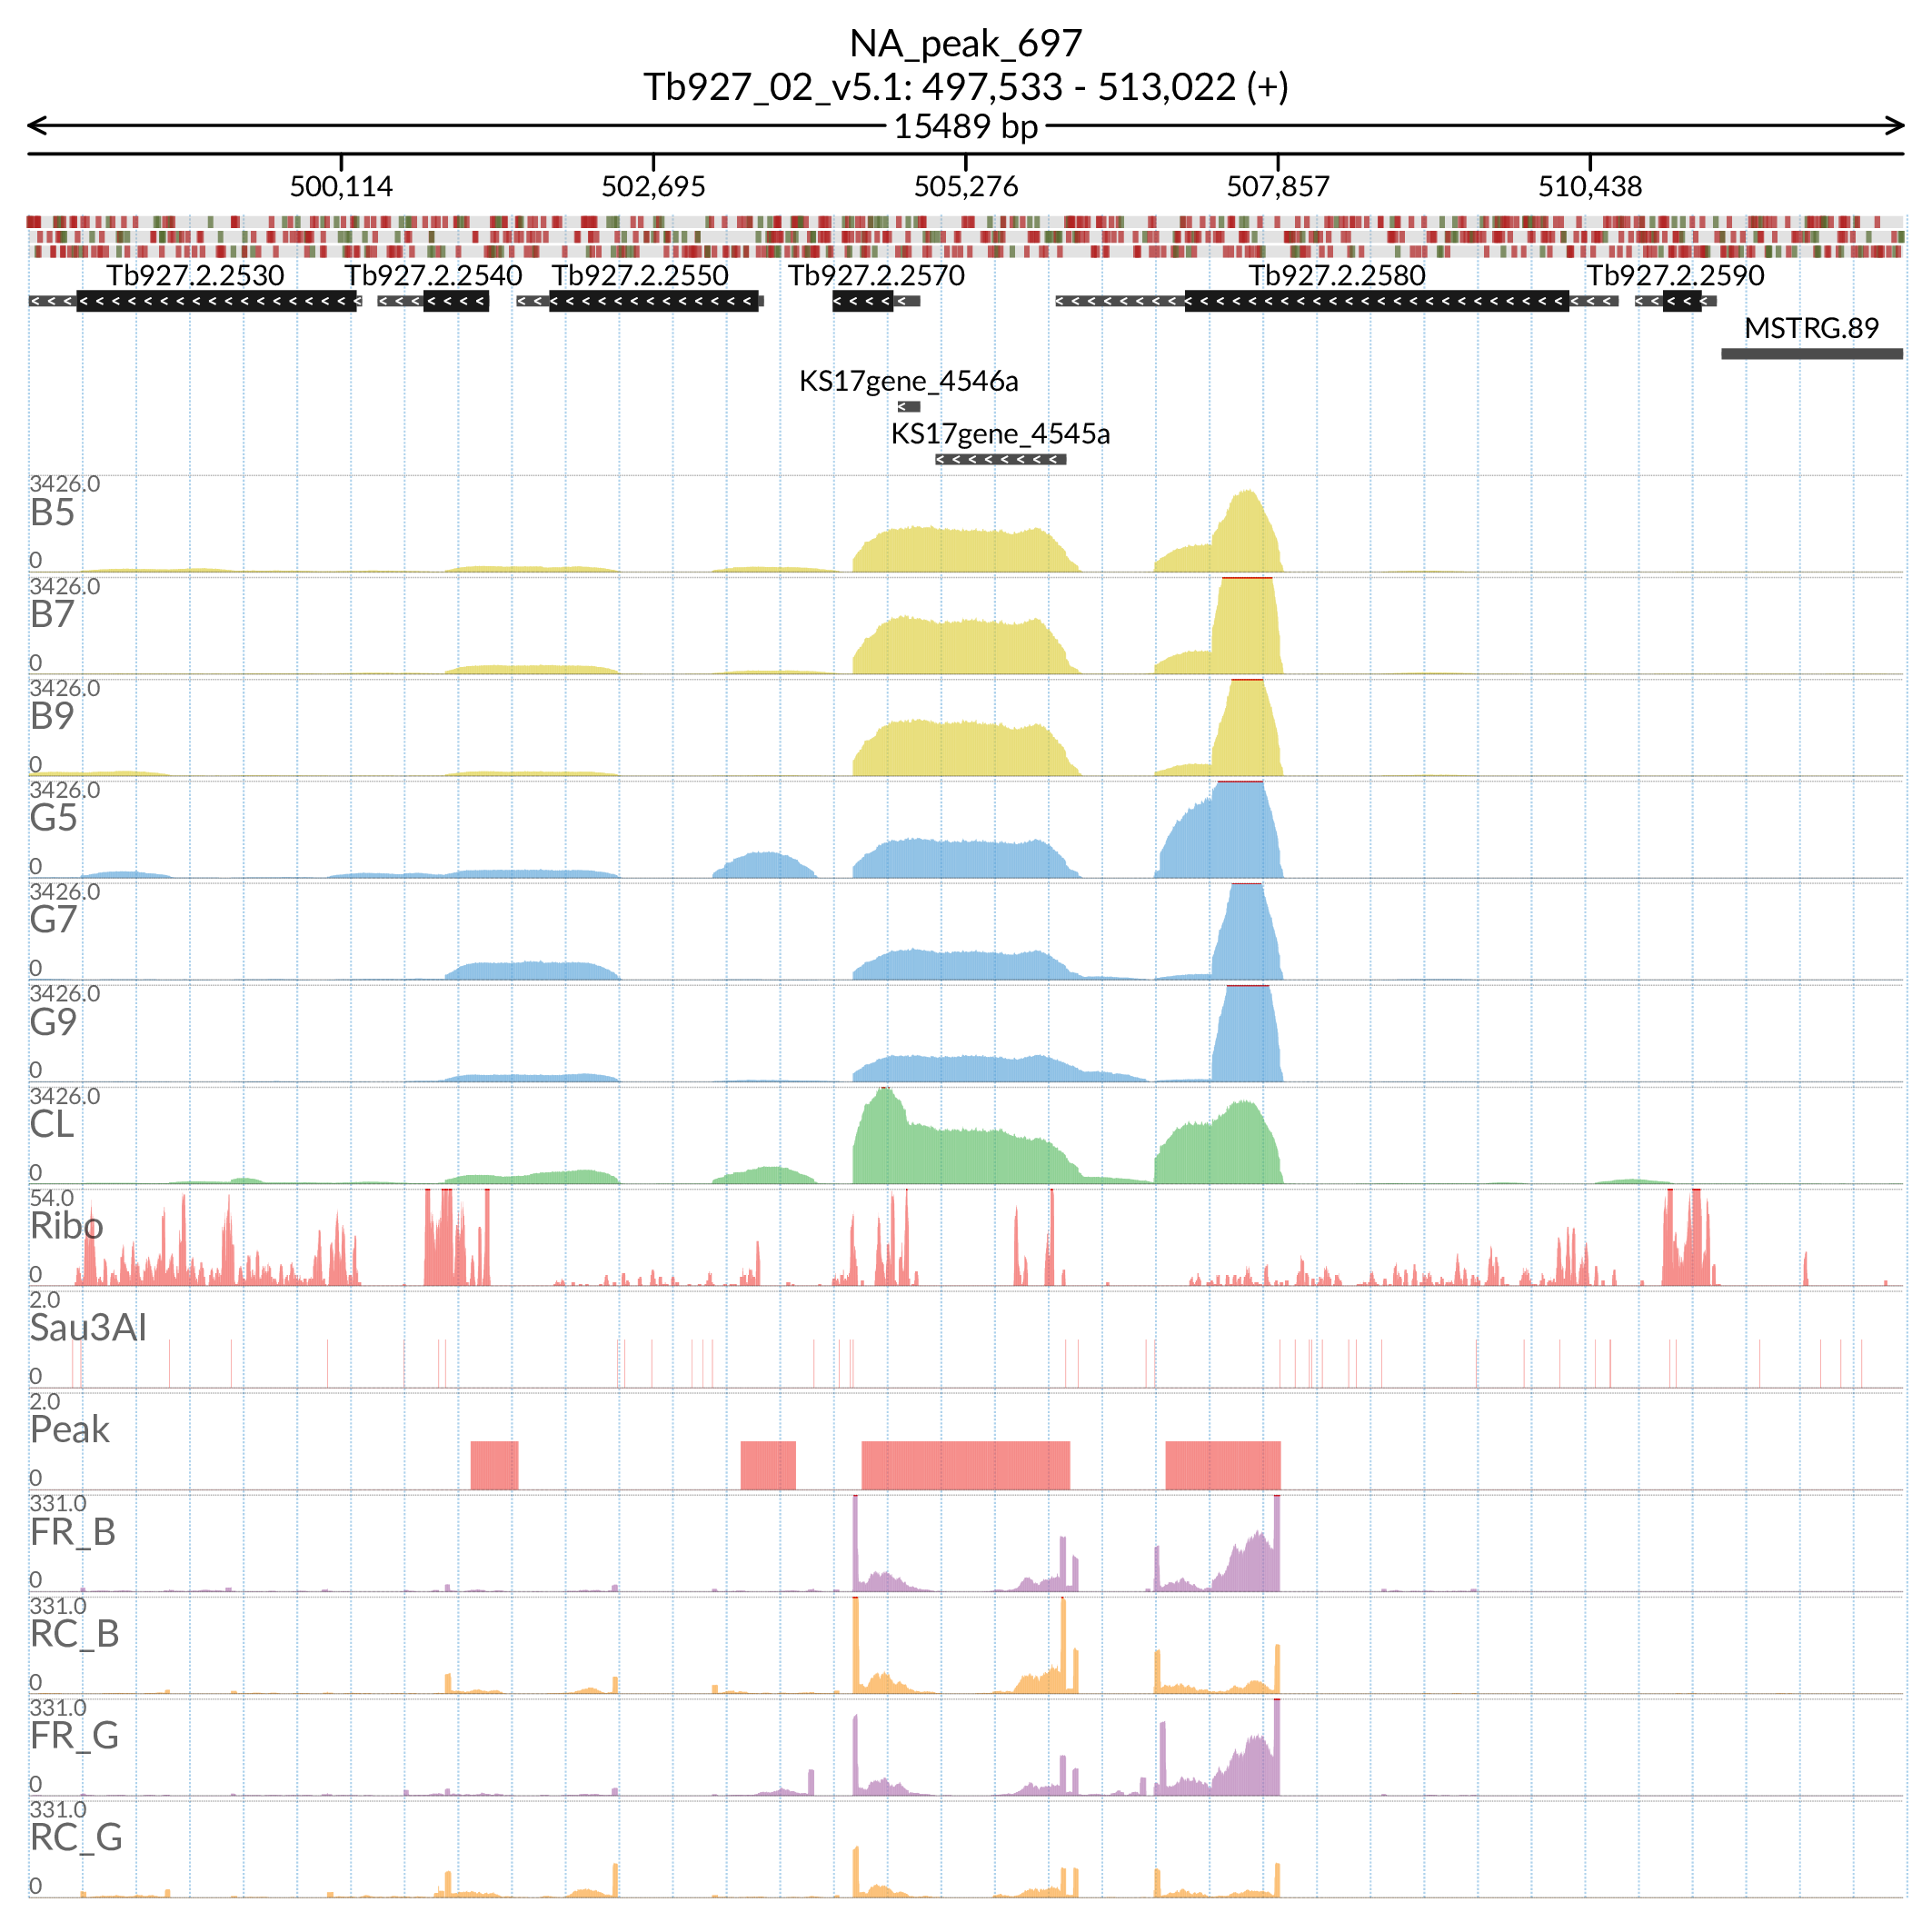 NA_peak_697
Tb927_02_v5.1: 497,533 - 513,022 (+)
15489 bp
500,114 502,695 505,276 507,857 510,438
Tb927.2.2530 Tb927.2.2540 Tb927.2.2550 Tb927.2.2570 Tb927.2.2580 Tb927.2.2590
MSTRG.89
KS17gene_4546a
KS17gene_4545a
3426.0
B5
0
3426.0
B7
0
3426.0
B9
0
3426.0
G5
0
3426.0
G7
0
3426.0
G9
0
3426.0
CL
0
54.0
Ribo
0
2.0
Sau3AI
0
2.0
Peak
0
331.0
FR_B
0
331.0
RC_B
0
331.0
FR_G
0
331.0
RC_G
0